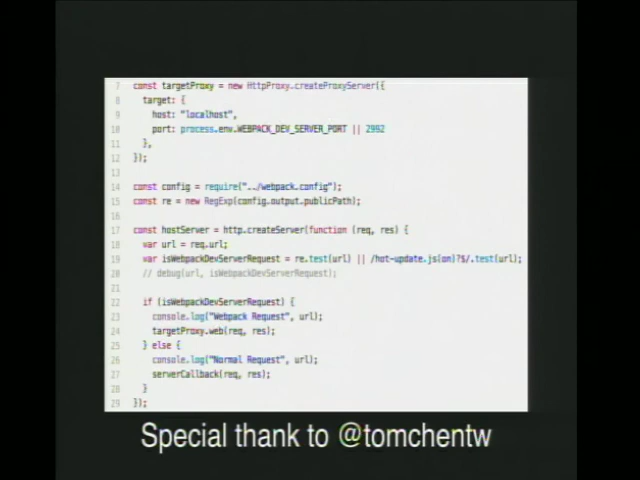 7 const targetProxy = new HttpProxy.createProxyServer({
8 target: {
9 host: "localhost",
10 port: process.env.WEBPACK_DEV_SERVER_PORT || 2992
11 },
12 });
13
14 const config = require("../webpack.config");
15 const re = new RegExp(config.output.publicPath);
16
17 const hostServer = http.createServer(function (req, res) {
18 var url = req.url;
19 var isWebpackDevServerRequest = re.test(url) || /hot-update.js(on)?$/.test(url);
20 // debug(url, isWebpackDevServerRequest);
21
22 if (isWebpackDevServerRequest) {
23 console.log("Webpack Request", url);
24 targetProxy.web(req, res);
25 } else {
26 console.log("Normal Request", url);
27 serverCallback(req, res);
28 }
29 });
Special thank to @tomchentw